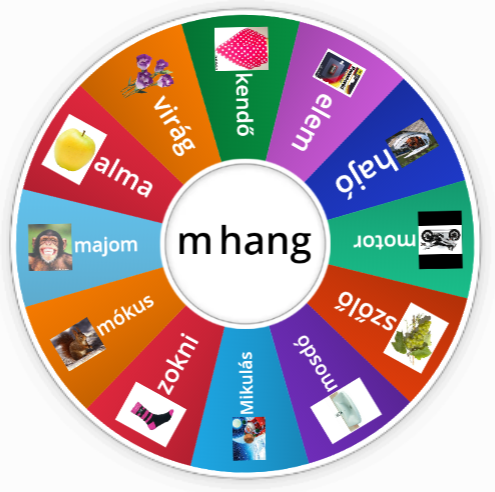 m hang
kendő
elem
hajó
motor
szőlő
mosdó
Mikulás
zokni
mókus
majom
alma
virág